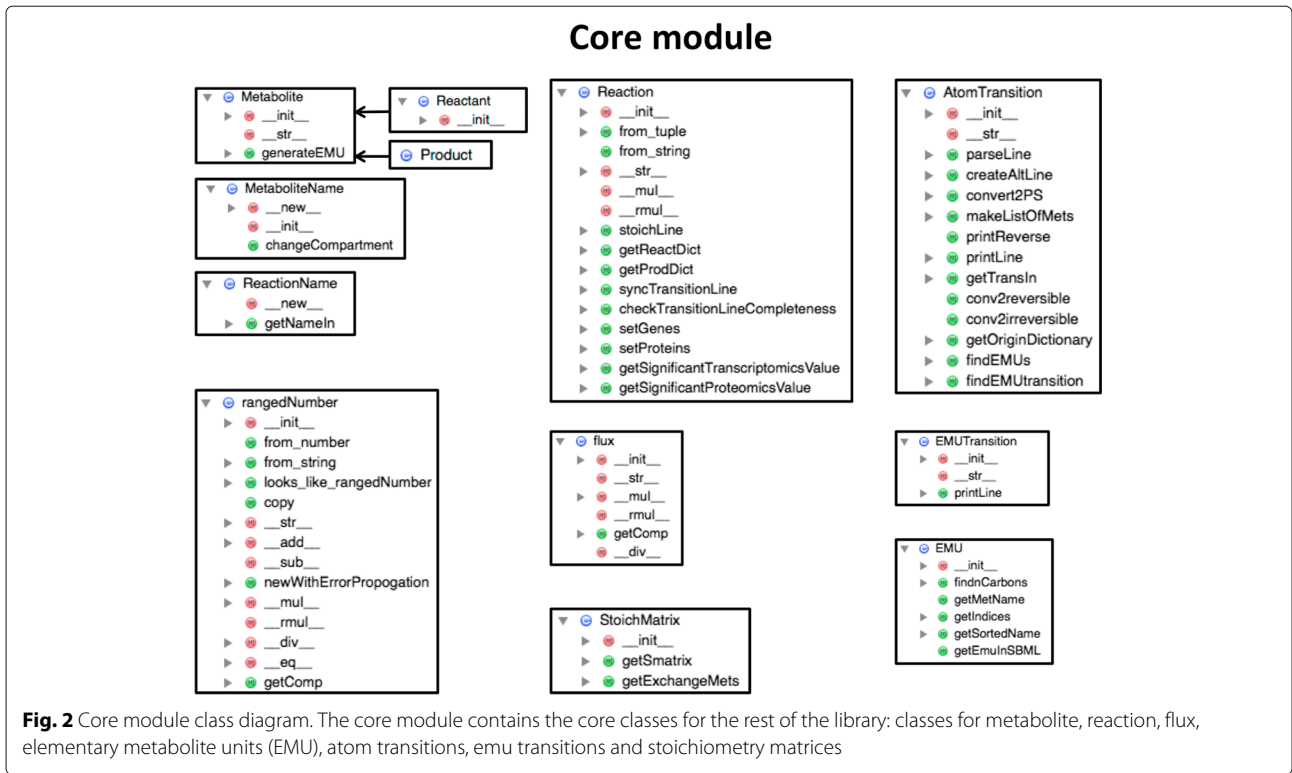 Core module
Metabolite
__init__
__str__
generateEMU
Reactant
__init__
Product
MetaboliteName
__new__
__init__
changeCompartment
ReactionName
__new__
getNameIn
rangedNumber
__init__
from_number
from_string
looks_like_rangedNumber
copy
__str__
__add__
__sub__
newWithErrorPropogation
__mul__
__rmul__
__div__
__eq__
getComp
Reaction
__init__
from_tuple
from_string
__str__
__mul__
__rmul__
stoichLine
getReactDict
getProdDict
syncTransitionLine
checkTransitionLineCompleteness
setGenes
setProteins
getSignificantTranscriptomicsValue
getSignificantProteomicsValue
flux
__init__
__str__
__mul__
__rmul__
getComp
__div__
StoichMatrix
__init__
getSmatrix
getExchangeMets
AtomTransition
__init__
__str__
parseLine
createAltLine
convert2PS
makeListOfMets
printReverse
printLine
getTransIn
conv2reversible
conv2irreversible
getOriginDictionary
findEMUs
findEMUtransition
EMUTransition
__init__
__str__
printLine
EMU
__init__
findnCarbons
getMetName
getIndices
getSortedName
getEmuInSBML
Fig. 2 Core module class diagram. The core module contains the core classes for the rest of the library: classes for metabolite, reaction, flux,
elementary metabolite units (EMU), atom transitions, emu transitions and stoichiometry matrices